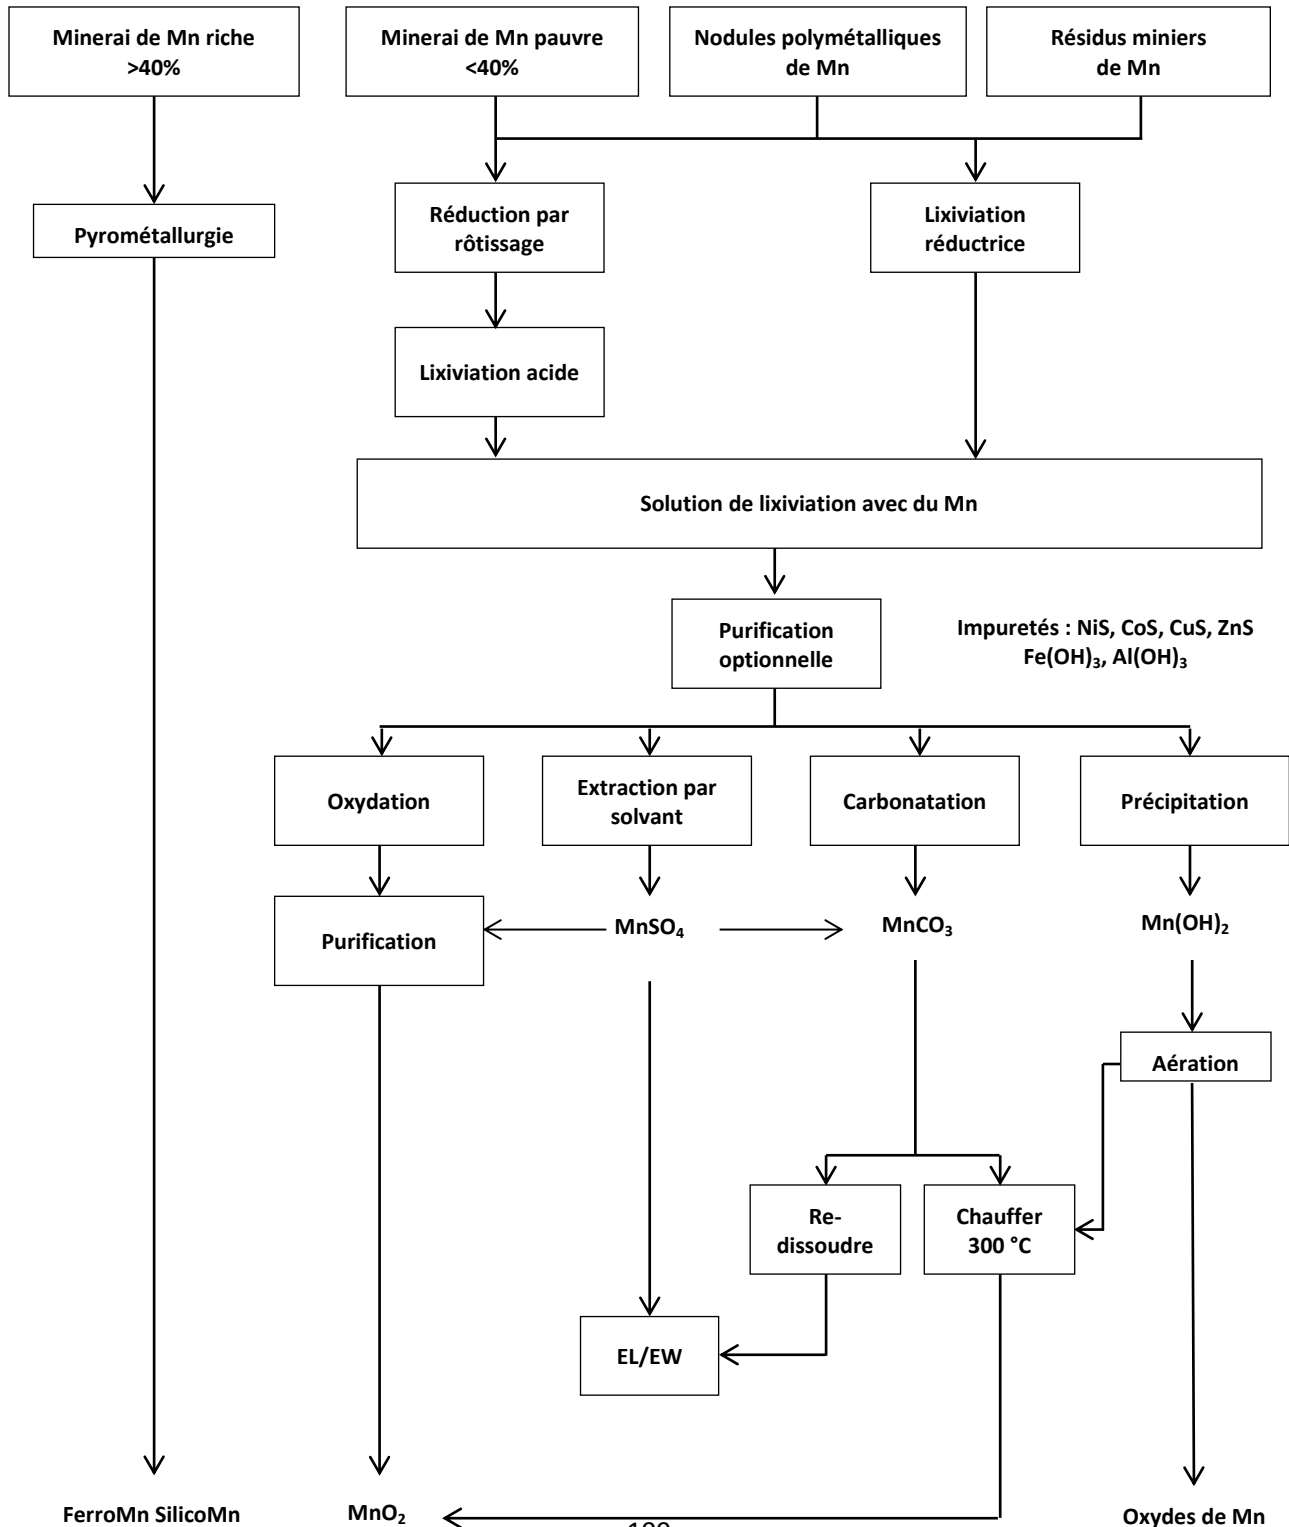 Minerai de Mn riche
>40%
Minerai de Mn pauvre
<40%
Nodules polymétalliques
de Mn
Résidus miniers
de Mn
Pyrométallurgie
Réduction par
rôtissage
Lixiviation
réductrice
Lixiviation acide
Solution de lixiviation avec du Mn
Purification
optionnelle
Impuretés : NiS, CoS, CuS, ZnS
Fe(OH)₃, Al(OH)₃
Oxydation
Extraction par
solvant
Carbonatation
Précipitation
Purification
MnSO₄
MnCO₃
Mn(OH)₂
Aération
Re-
dissoudre
Chauffer
300 °C
EL/EW
FerroMn SilicoMn
MnO₂
Oxydes de Mn